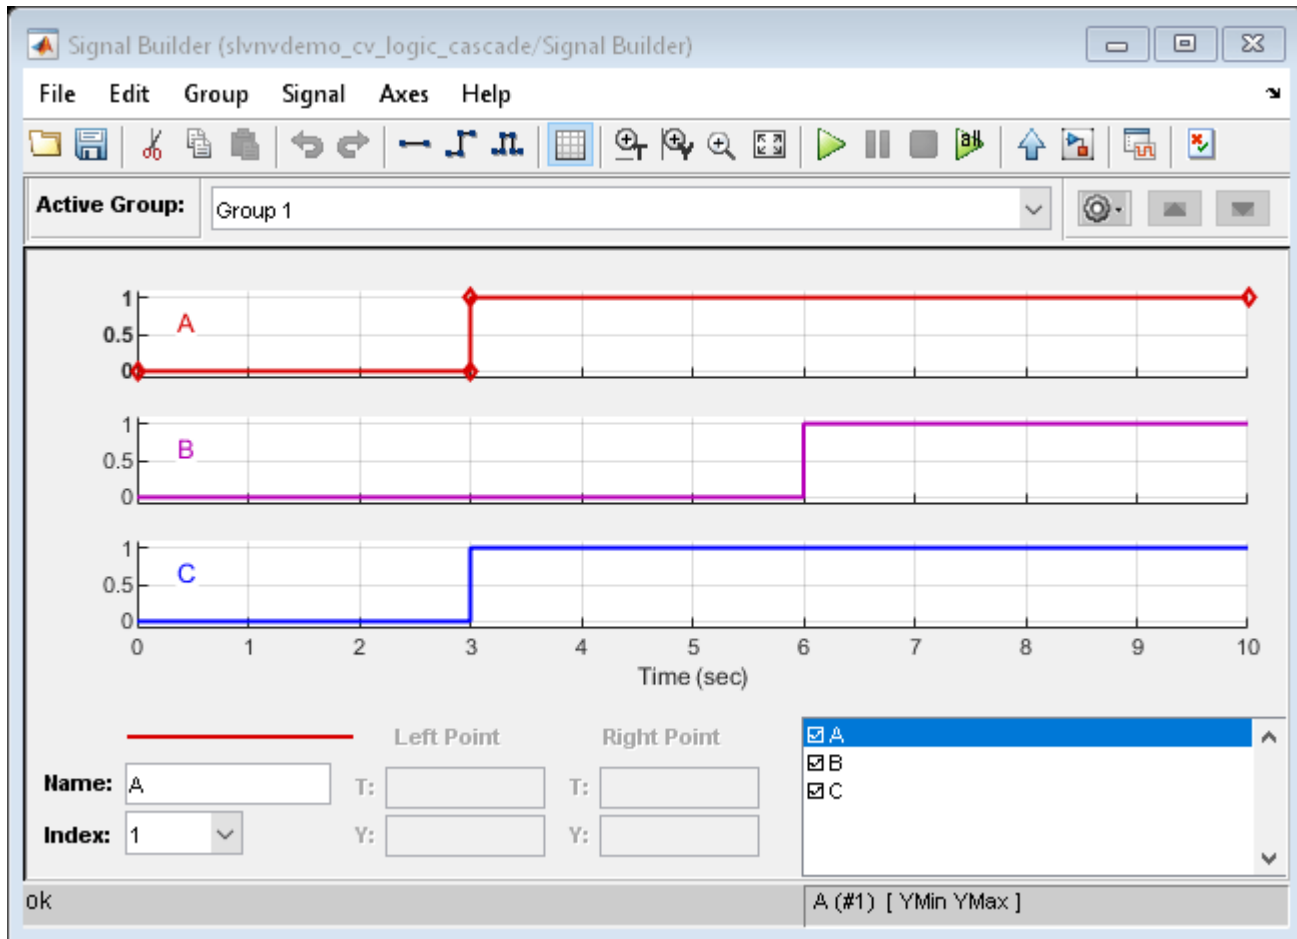 Signal Builder (slvnvdemo_cv_logic_cascade/Signal Builder)
File Edit Group Signal Axes Help
Active Group: Group 1
1
0.5
0
A
1
0.5
0
B
1
0.5
0
C
0 1 2 3 4 5 6 7 8 9 10
Time (sec)
Left Point Right Point
Name: A T: T:
Index: 1 Y: Y:
A
B
C
ok A (#1) [ YMin YMax ]